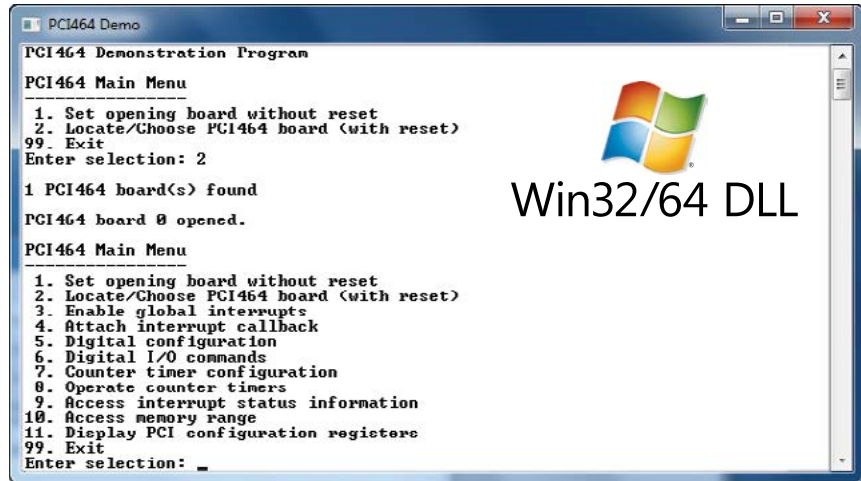 PCI464 Demo
PCI464 Demonstration Program
PCI464 Main Menu
-----------------
1. Set opening board without reset
2. Locate/Choose PCI464 board (with reset)
99. Exit
Enter selection: 2
1 PCI464 board(s) found
PCI464 board 0 opened.
PCI464 Main Menu
-----------------
1. Set opening board without reset
2. Locate/Choose PCI464 board (with reset)
3. Enable global interrupts
4. Attach interrupt callback
5. Digital configuration
6. Digital I/O commands
7. Counter timer configuration
8. Operate counter timers
9. Access interrupt status information
10. Access memory range
11. Display PCI configuration registers
99. Exit
Enter selection: _
Win32/64 DLL